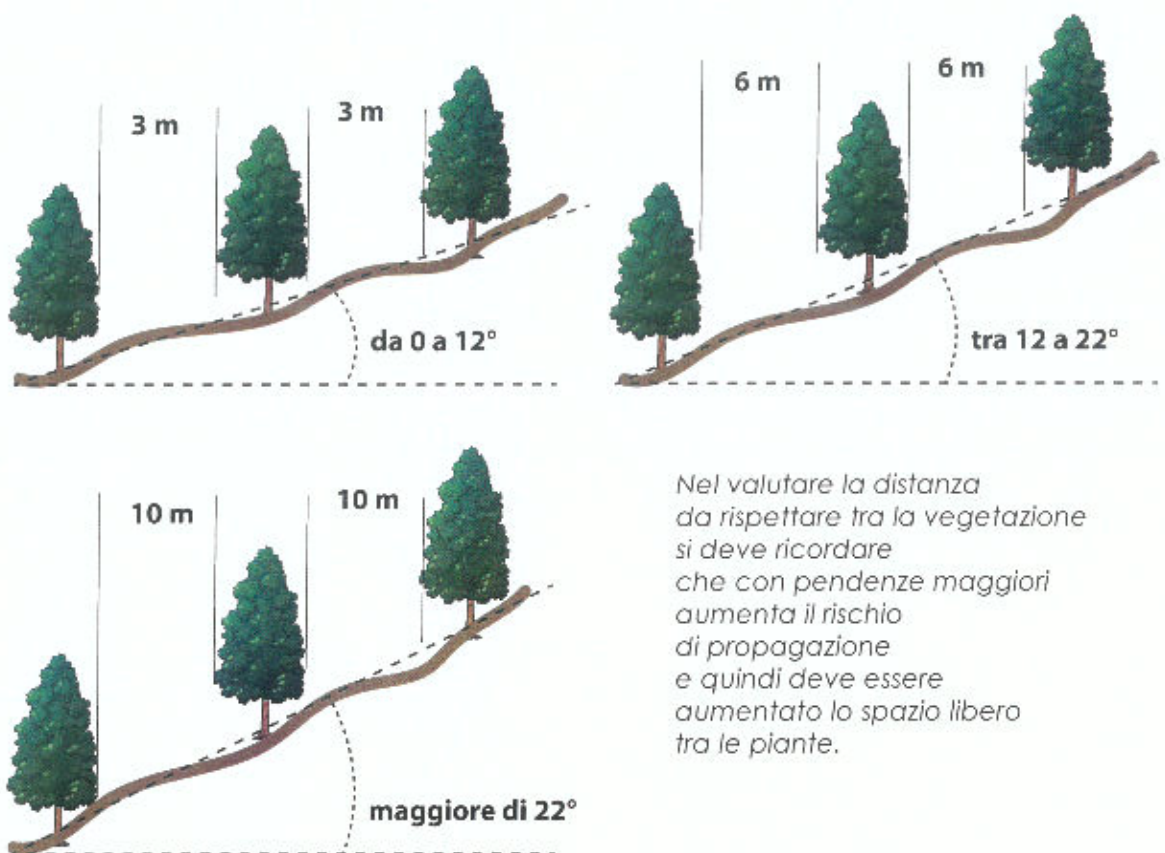 3 m
3 m
da 0 a 12°
6 m
6 m
tra 12 a 22°
10 m
10 m
maggiore di 22°
Nel valutare la distanza
da rispettare tra la vegetazione
si deve ricordare
che con pendenze maggiori
aumenta il rischio
di propagazione
e quindi deve essere
aumentato lo spazio libero
tra le piante.